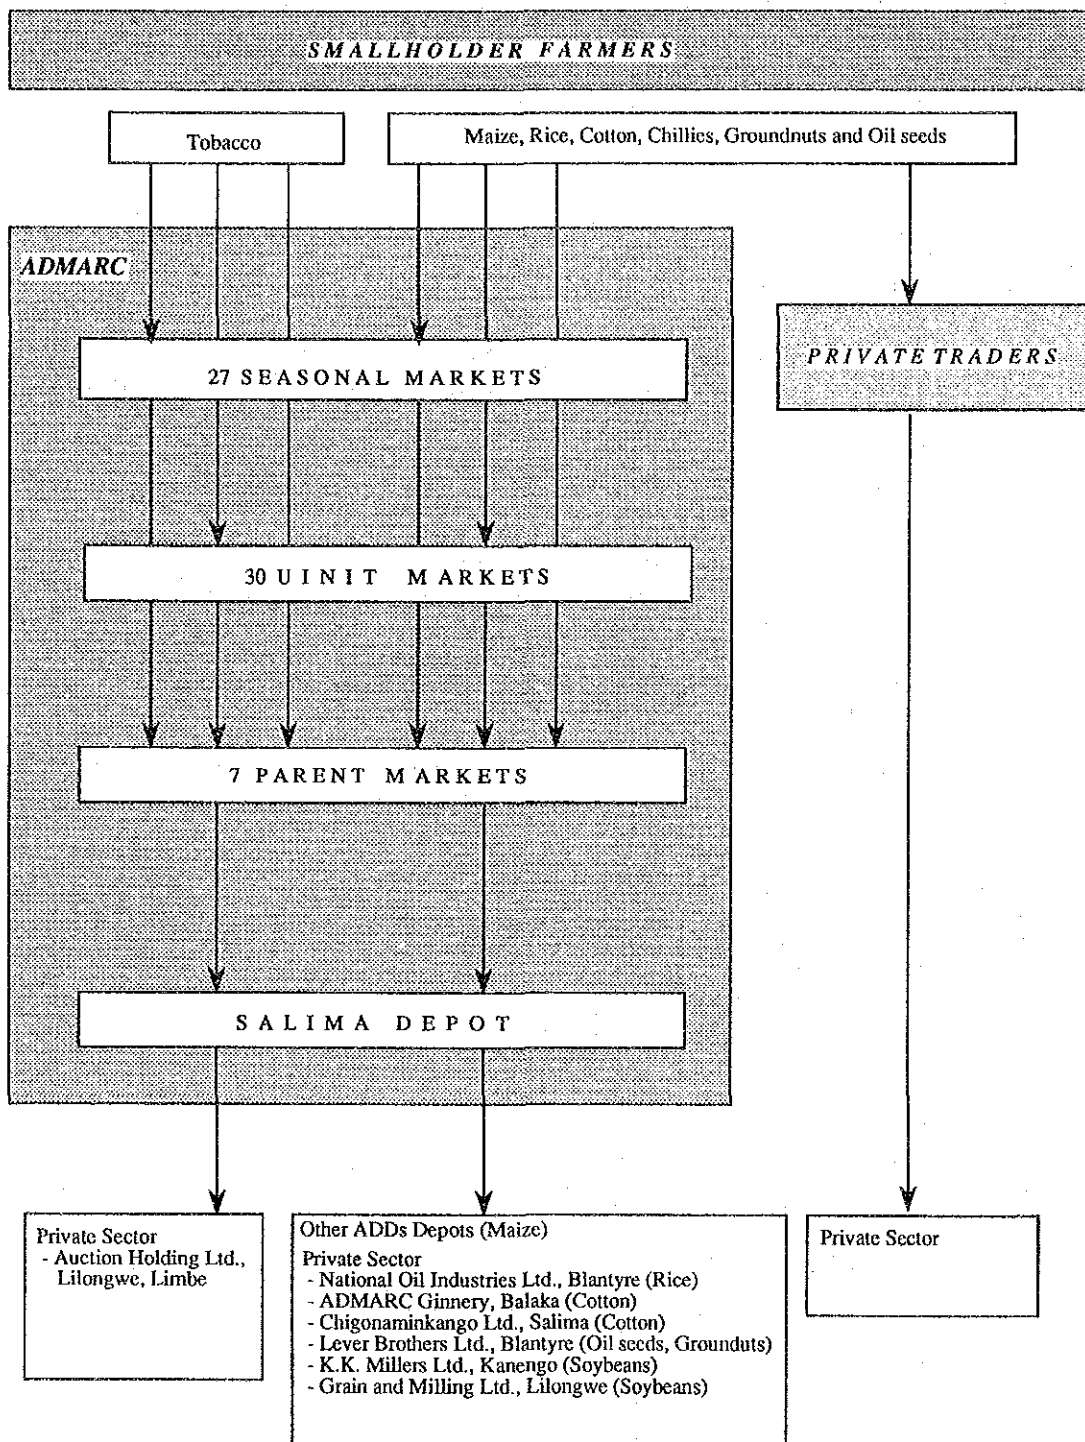 SMALLHOLDER FARMERS
Tobacco
Maize, Rice, Cotton, Chillies, Groundnuts and Oil seeds
ADMARC
27 SEASONAL MARKETS
PRIVATE TRADERS
30 UINIT MARKETS
7 PARENT MARKETS
SALIMA DEPOT
Private Sector
- Auction Holding Ltd.,
Lilongwe, Limbe
Other ADDs Depots (Maize)
Private Sector
- National Oil Industries Ltd., Blantyre (Rice)
- ADMARC Ginnery, Balaka (Cotton)
- Chigonaminkango Ltd., Salima (Cotton)
- Lever Brothers Ltd., Blantyre (Oil seeds, Grounduts)
- K.K. Millers Ltd., Kanengo (Soybeans)
- Grain and Milling Ltd., Lilongwe (Soybeans)
Private Sector